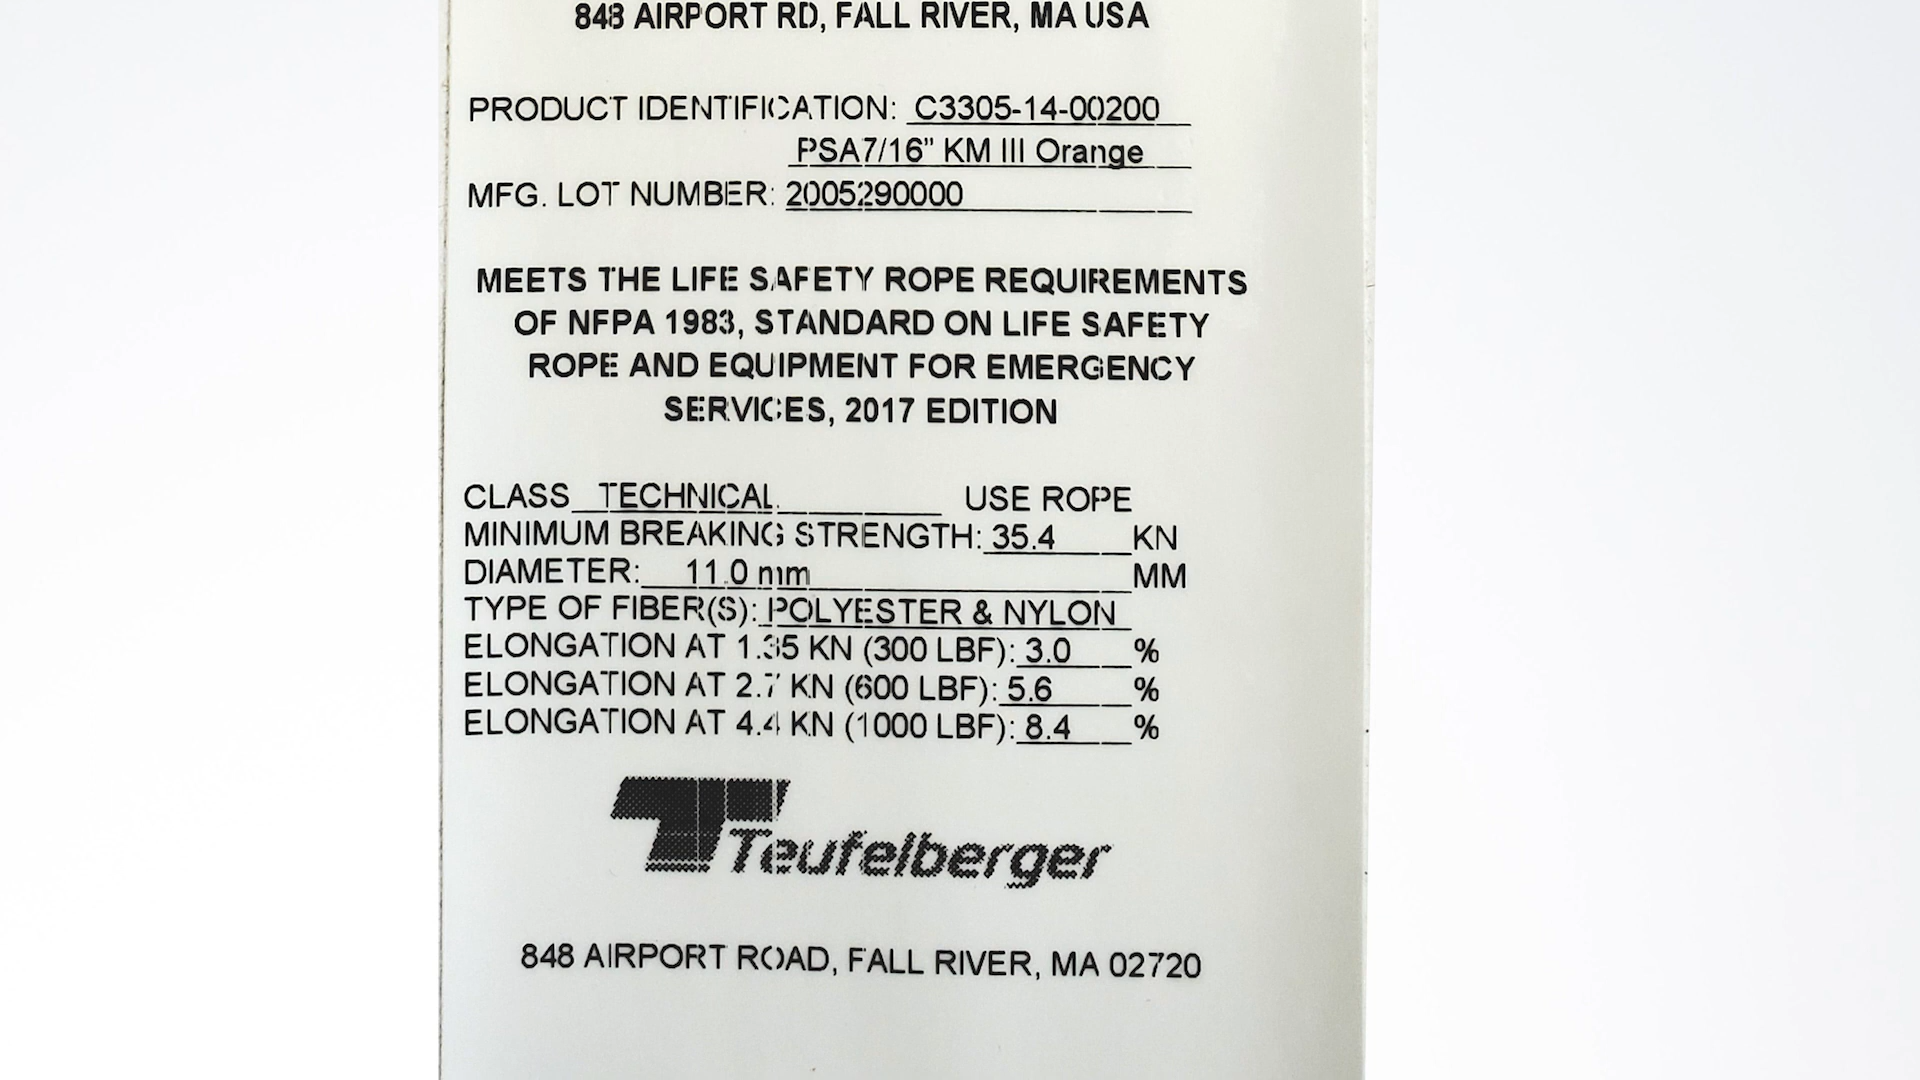 848 AIRPORT RD, FALL RIVER, MA USA
PRODUCT IDENTIFICATION: C3305-14-00200
PSA7/16" KM III Orange
MFG. LOT NUMBER: 2005290000
MEETS THE LIFE SAFETY ROPE REQUIREMENTS
OF NFPA 1983, STANDARD ON LIFE SAFETY
ROPE AND EQUIPMENT FOR EMERGENCY
SERVICES, 2017 EDITION
CLASS TECHNICAL USE ROPE
MINIMUM BREAKING STRENGTH: 35.4 KN
DIAMETER: 11.0 mm MM
TYPE OF FIBER(S): POLYESTER & NYLON
ELONGATION AT 1.35 KN (300 LBF): 3.0 %
ELONGATION AT 2.7 KN (600 LBF): 5.6 %
ELONGATION AT 4.4 KN (1000 LBF): 8.4 %
Teufelberger
848 AIRPORT ROAD, FALL RIVER, MA 02720